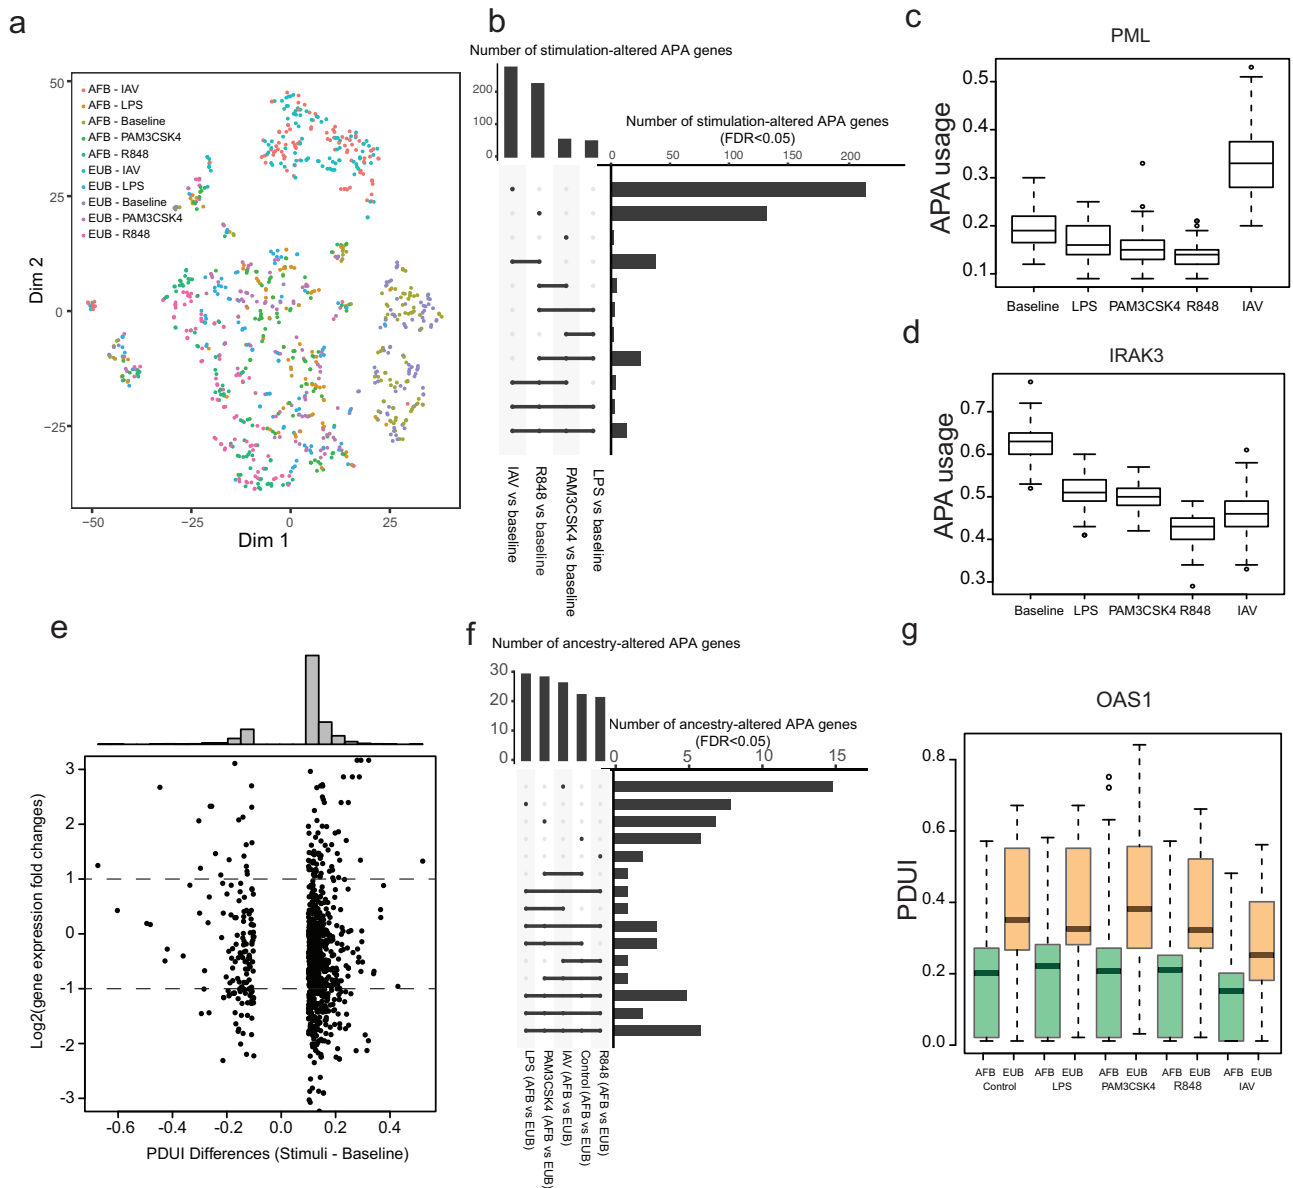 a
50
25
0
−25
−50
−25
0
25
Dim 2
Dim 1
AFB - IAV
AFB - LPS
AFB - Baseline
AFB - PAM3CSK4
AFB - R848
EUB - IAV
EUB - LPS
EUB - Baseline
EUB - PAM3CSK4
EUB - R848
b
Number of stimulation-altered APA genes
200
100
0
Number of stimulation-altered APA genes
(FDR<0.05)
0 50 100 150 200
IAV vs baseline
R848 vs baseline
PAM3CSK4 vs baseline
LPS vs baseline
c
PML
APA usage
0.5
0.4
0.3
0.2
0.1
Baseline LPS PAM3CSK4 R848 IAV
d
IRAK3
APA usage
0.7
0.6
0.5
0.4
0.3
Baseline LPS PAM3CSK4 R848 IAV
e
Log2(gene expression fold changes)
3
2
1
0
-1
-2
-3
-0.6 -0.4 -0.2 0.0 0.2 0.4
PDUI Differences (Stimuli - Baseline)
f
Number of ancestry-altered APA genes
30
20
10
0
Number of ancestry-altered APA genes
(FDR<0.05)
0 5 10 15
LPS (AFB vs EUB)
PAM3CSK4 (AFB vs EUB)
IAV (AFB vs EUB)
Control (AFB vs EUB)
R848 (AFB vs EUB)
g
OAS1
PDUI
0.8
0.6
0.4
0.2
0.0
AFB EUB AFB EUB AFB EUB AFB EUB AFB EUB
Control LPS PAM3CSK4 R848 IAV